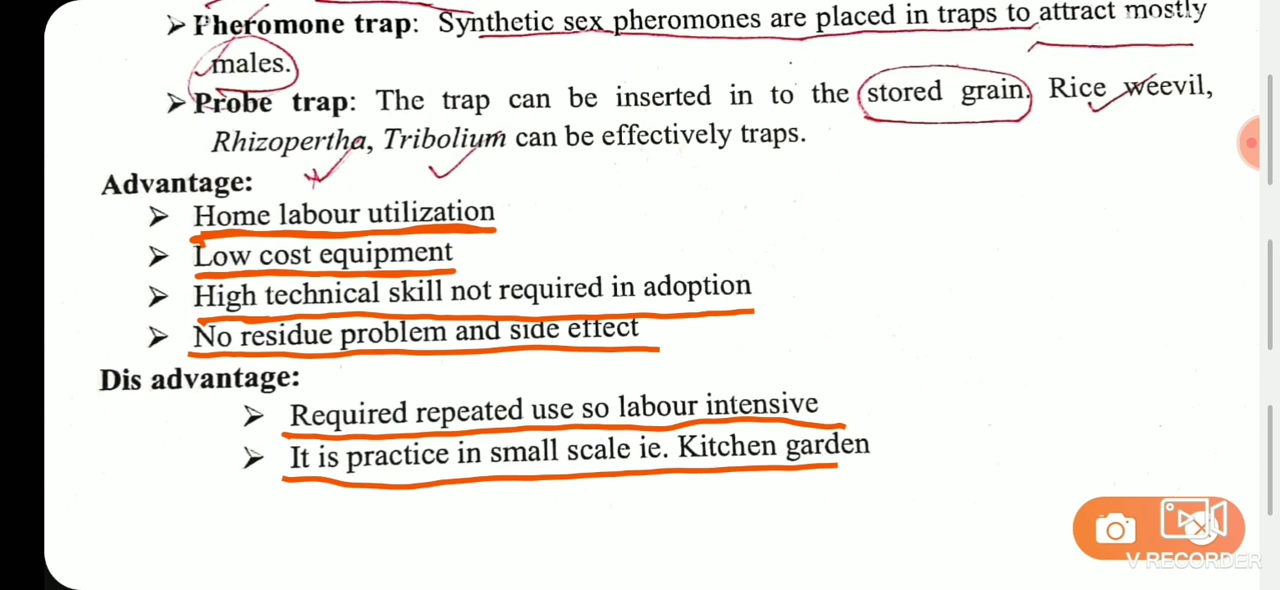 ➤ Pheromone trap: Synthetic sex pheromones are placed in traps to attract mostly
males.
➤ Probe trap: The trap can be inserted in to the stored grain. Rice weevil,
Rhizopertha, Tribolium can be effectively traps.
Advantage:
➤ Home labour utilization
➤ Low cost equipment
➤ High technical skill not required in adoption
➤ No residue problem and side effect
Dis advantage:
➤ Required repeated use so labour intensive
➤ It is practice in small scale ie. Kitchen garden
V RECORDER